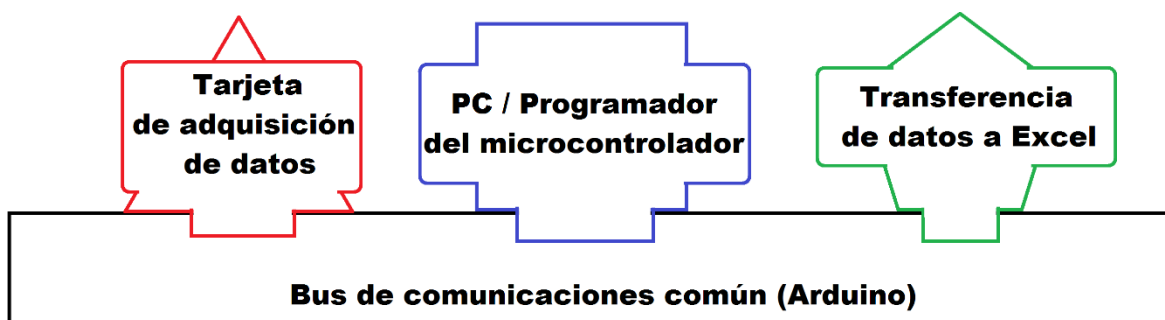 Tarjeta
de adquisición
de datos
PC / Programador
del microcontrolador
Transferencia
de datos a Excel
Bus de comunicaciones común (Arduino)